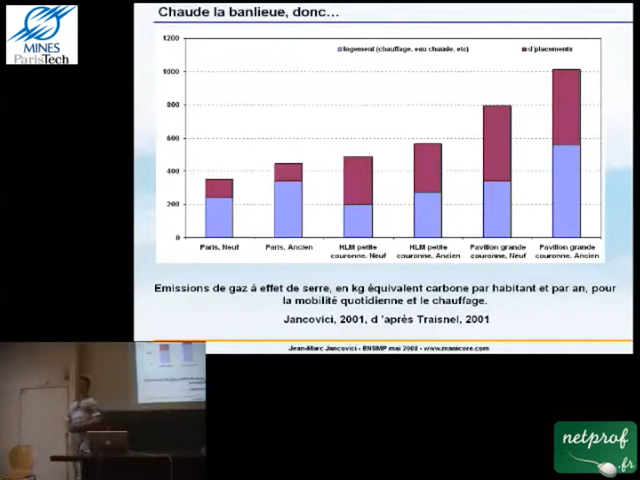 MINES
ParisTech
Chaude la banlieue, donc...
1200
1000
800
600
400
200
0
logement (chauffage, eau chaude, etc)
d'placements
Paris, Neuf
Paris, Ancien
HLM petite
couronne, Neuf
HLM petite
couronne, Ancien
Pavillon grande
couronne, Neuf
Pavillon grande
couronne, Ancien
Emissions de gaz à effet de serre, en kg équivalent carbone par habitant et par an, pour
la mobilité quotidienne et le chauffage.
Jancovici, 2001, d 'après Traisnel, 2001
Jean-Marc Jancovici - ENSMP mai 2008 - www.manicore.com
netprof
.fr